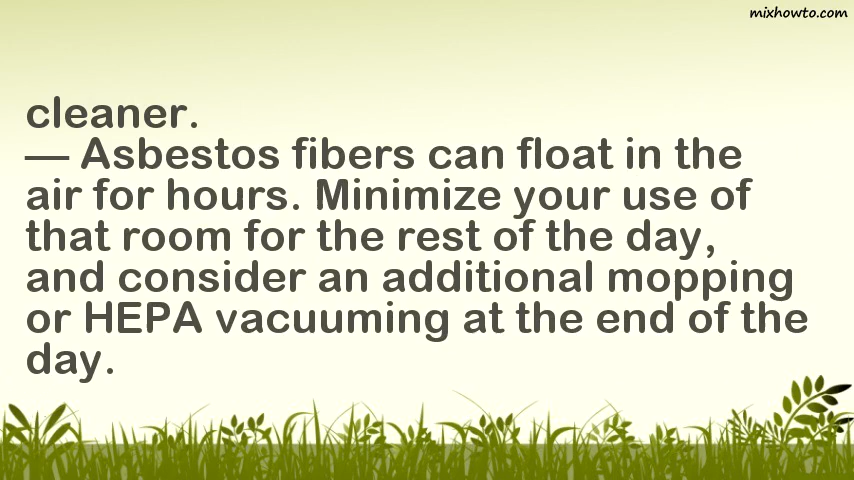 mixhowto.com
cleaner.
— Asbestos fibers can float in the
air for hours. Minimize your use of
that room for the rest of the day,
and consider an additional mopping
or HEPA vacuuming at the end of the
day.